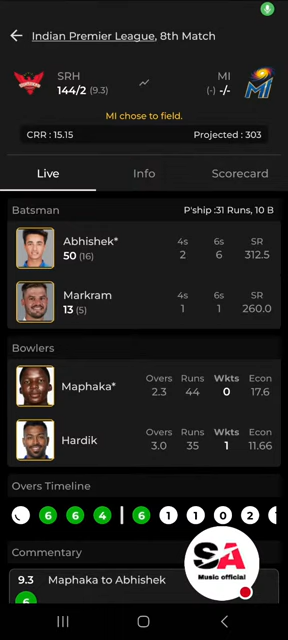 Indian Premier League, 8th Match
SRH
144/2 (9.3)
MI
(-) -/-
MI chose to field.
CRR : 15.15
Projected : 303
Live
Info
Scorecard
Batsman
P'ship :31 Runs, 10 B
Abhishek*
4s
6s
SR
50 (16)
2
6
312.5
Markram
4s
6s
SR
13 (5)
1
1
260.0
Bowlers
Maphaka*
Overs
Runs
Wkts
Econ
2.3
44
0
17.6
Hardik
Overs
Runs
Wkts
Econ
3.0
35
1
11.66
Overs Timeline
6 6 4 | 6 1 1 0 2
Commentary
9.3 Maphaka to Abhishek
6
SA
Music official
MI